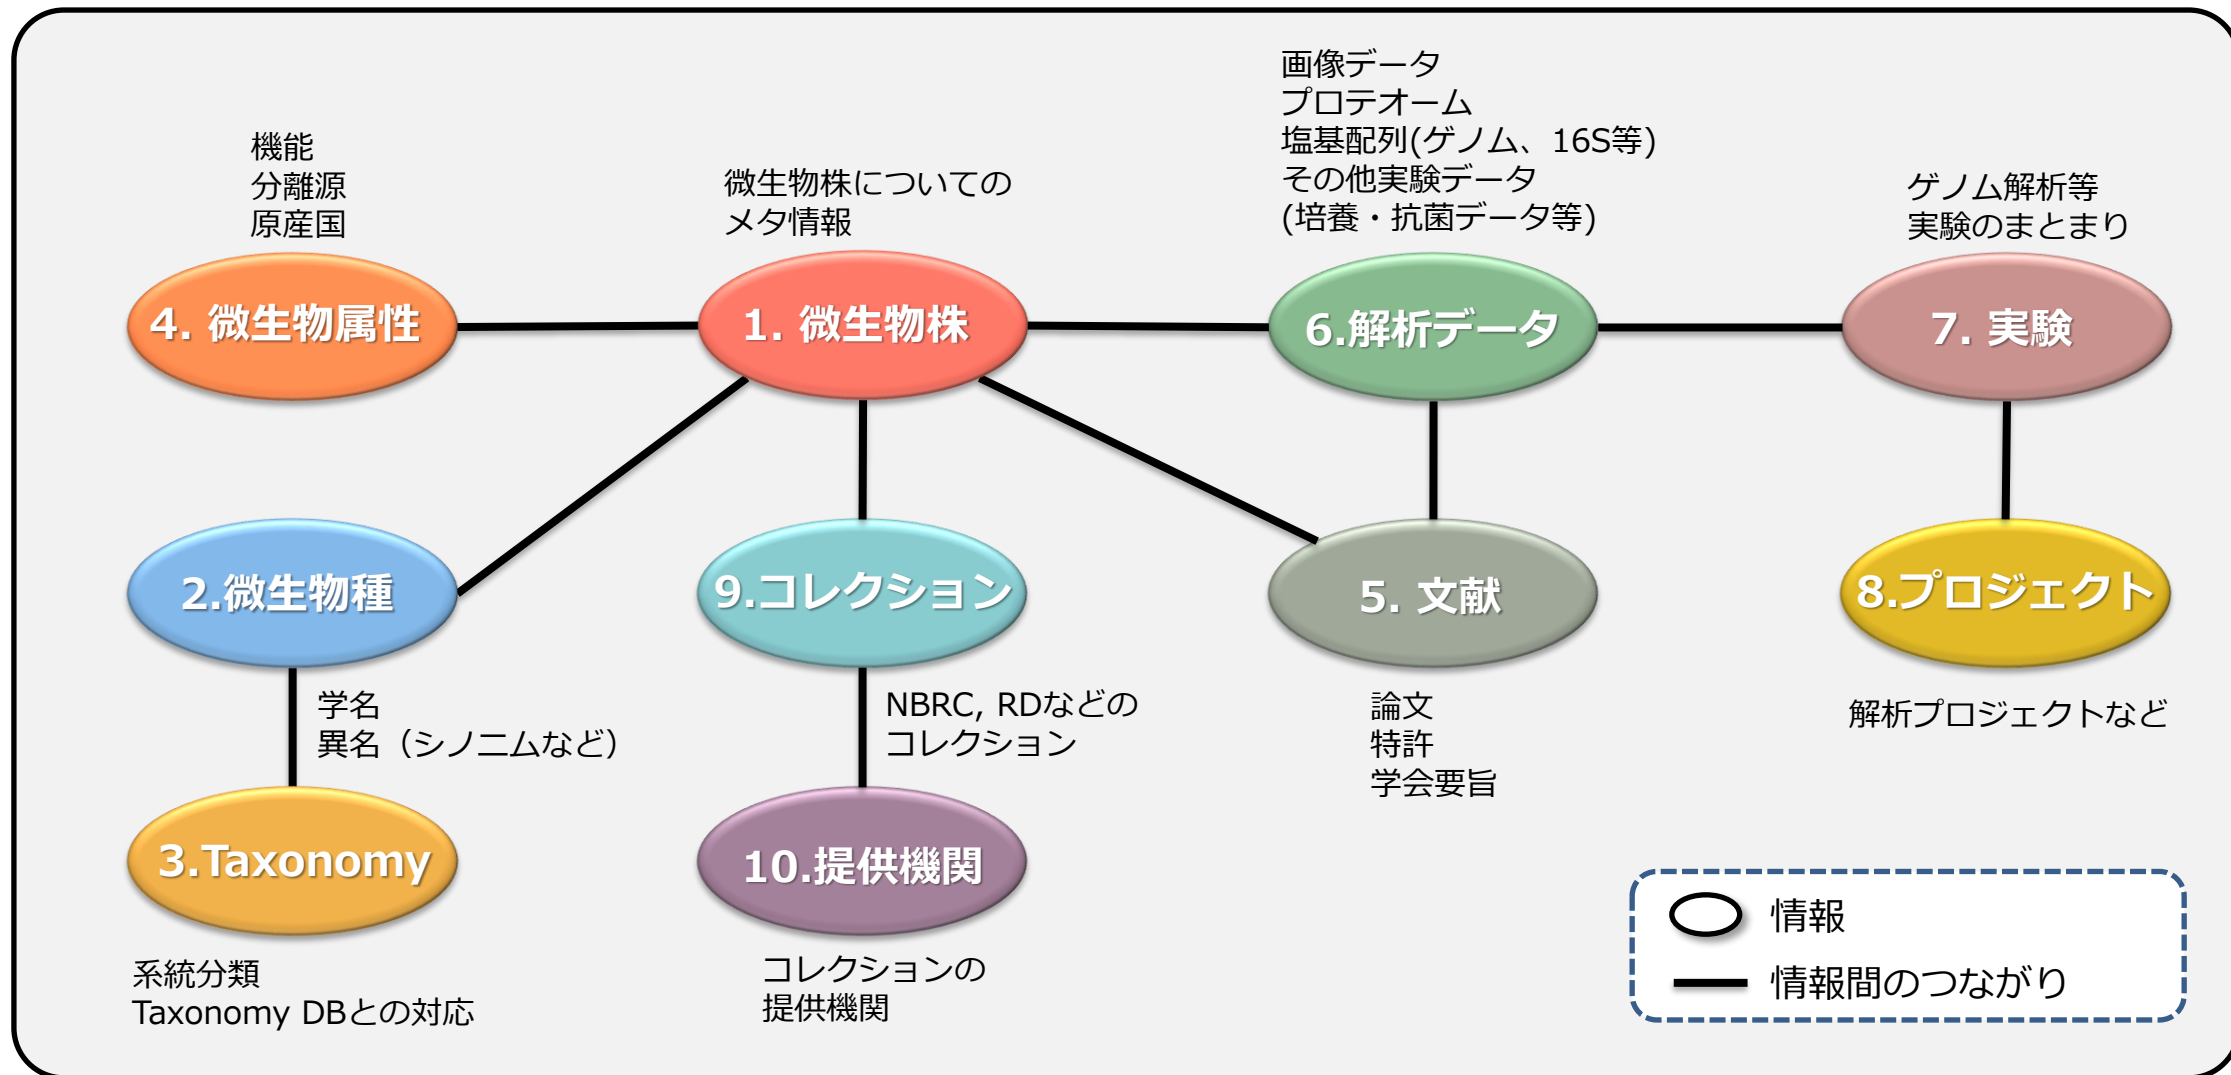 画像データ
プロテオーム
塩基配列(ゲノム、16S等)
その他実験データ
(培養・抗菌データ等)
機能
分離源
原産国
微生物株についての
メタ情報
ゲノム解析等
実験のまとまり
4. 微生物属性
1. 微生物株
6.解析データ
7. 実験
2.微生物種
9.コレクション
5. 文献
8.プロジェクト
学名
異名（シノニムなど）
NBRC, RDなどの
コレクション
論文
特許
学会要旨
解析プロジェクトなど
3.Taxonomy
10.提供機関
系統分類
Taxonomy DBとの対応
コレクションの
提供機関
情報
情報間のつながり